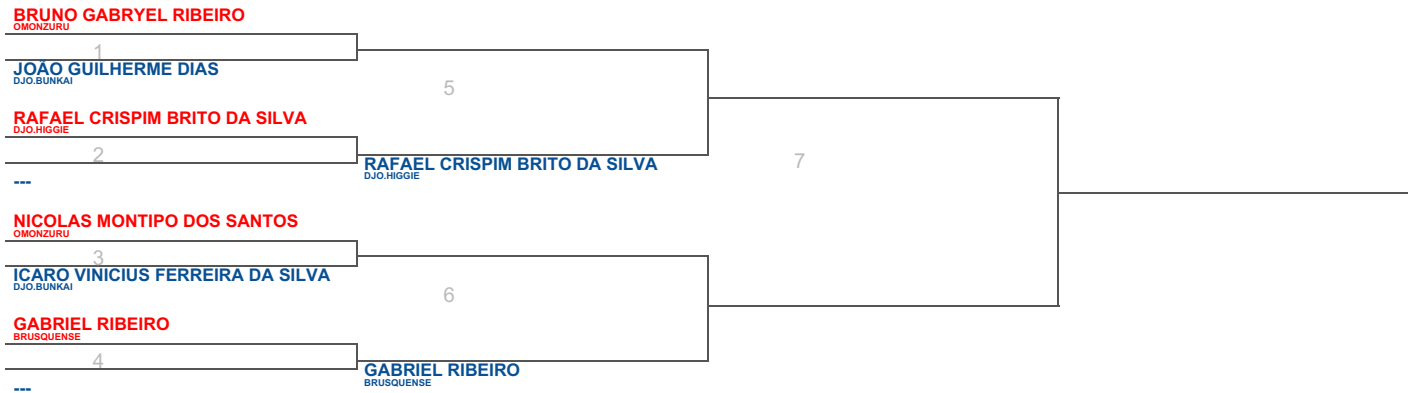 BRUNO GABRYEL RIBEIRO
OMONZURU
1
JOÃO GUILHERME DIAS
DJO.BUNKAI
5
RAFAEL CRISPIM BRITO DA SILVA
DJO.HIGGIE
2
RAFAEL CRISPIM BRITO DA SILVA
DJO.HIGGIE
7
---
NICOLAS MONTIPO DOS SANTOS
OMONZURU
3
ICARO VINICIUS FERREIRA DA SILVA
DJO.BUNKAI
6
GABRIEL RIBEIRO
BRUSQUENSE
4
GABRIEL RIBEIRO
BRUSQUENSE
---